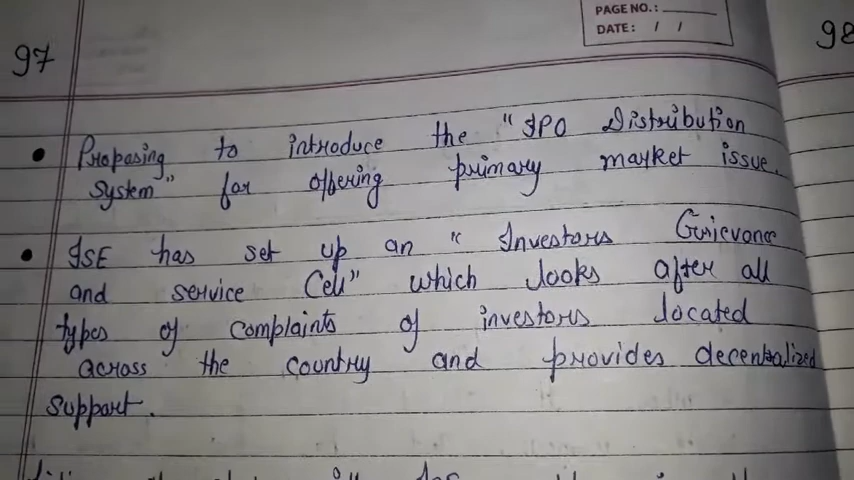 PAGE NO.:
DATE: / /
97
98
• Proposing to introduce the "IPO Distribution
System" for offering primary market issue.
• ISE has set up an "Investors Grievance
and service Cell" which looks after all
types of complaints of investors located
across the country and provides decentralized
support.